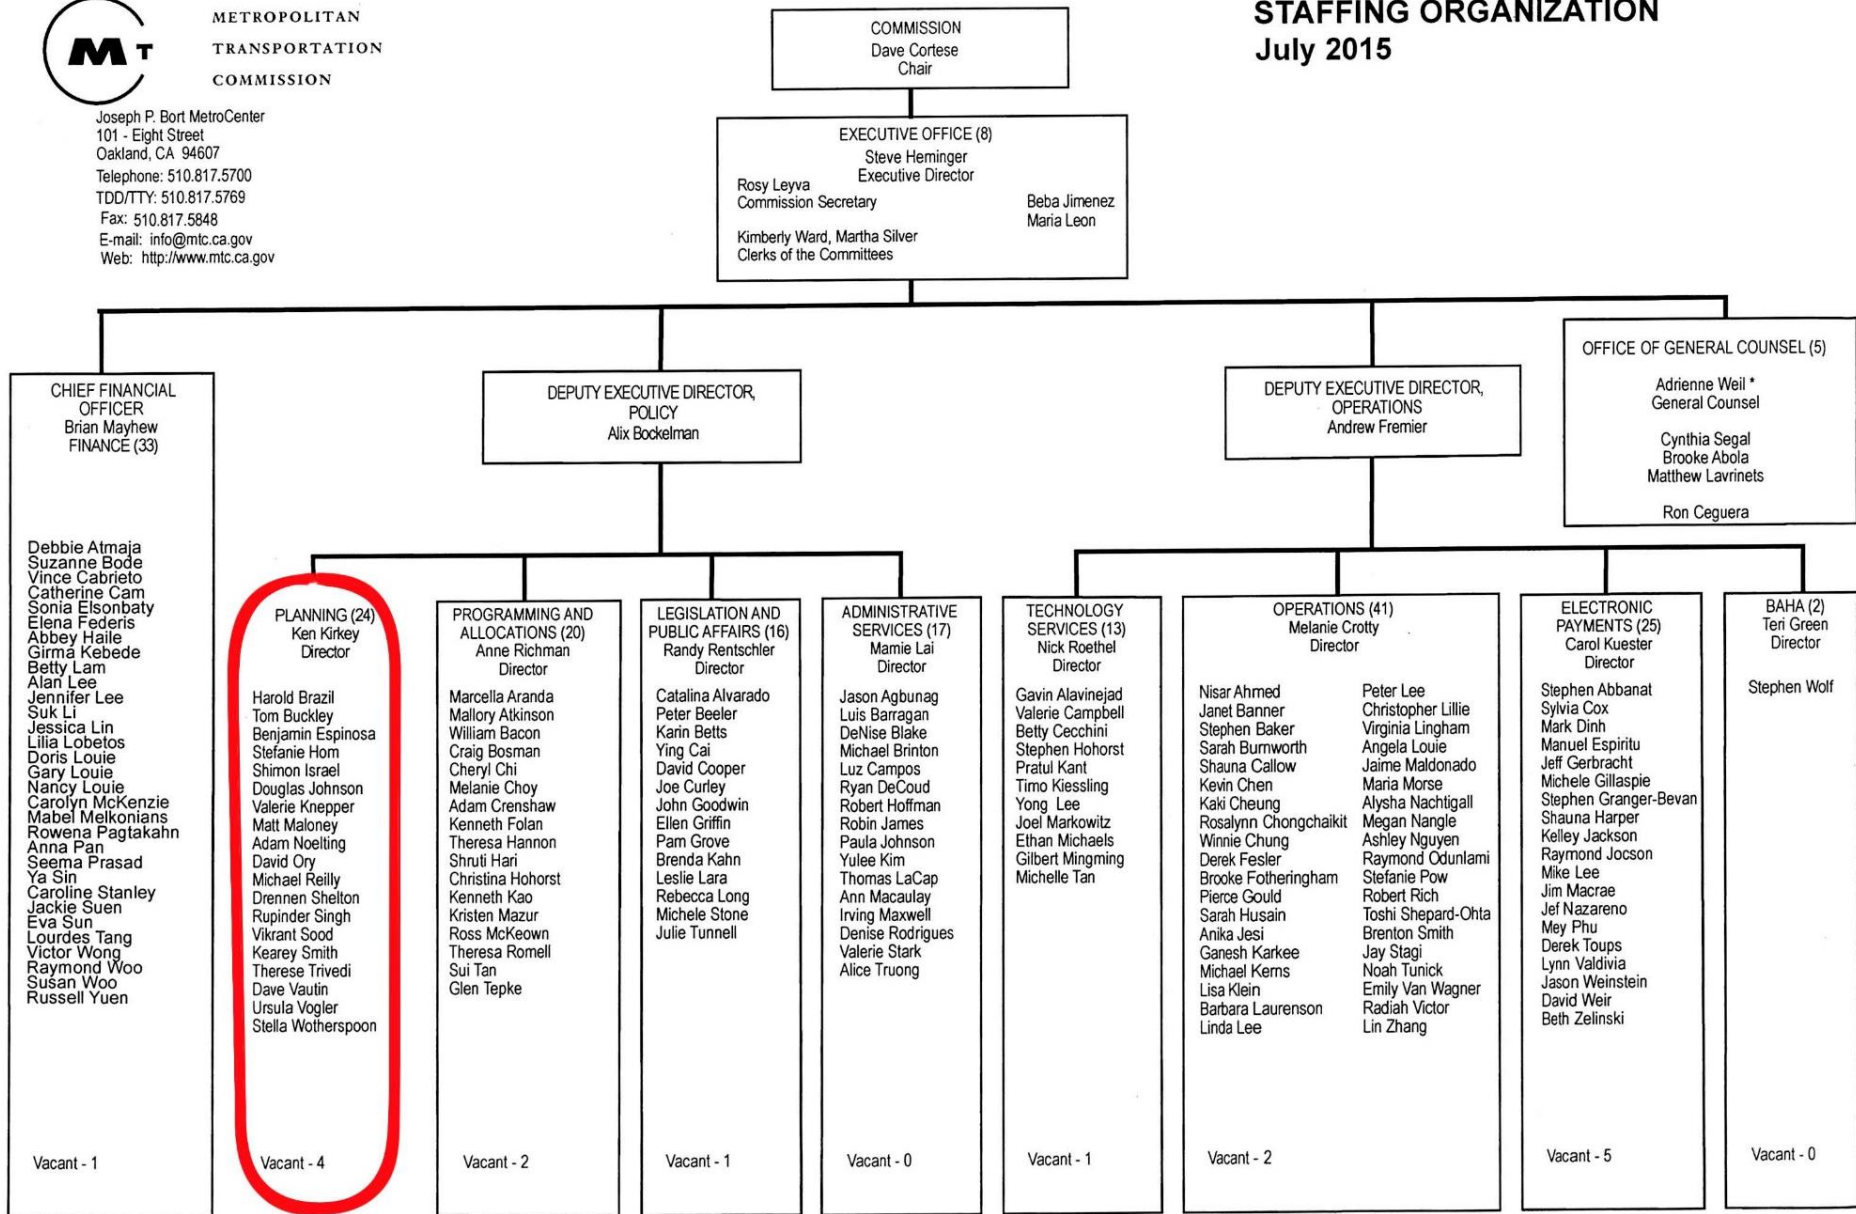 M T
METROPOLITAN
TRANSPORTATION
COMMISSION
Joseph P. Bort MetroCenter
101 - Eight Street
Oakland, CA 94607
Telephone: 510.817.5700
TDD/TTY: 510.817.5769
Fax: 510.817.5848
E-mail: info@mtc.ca.gov
Web: http://www.mtc.ca.gov
STAFFING ORGANIZATION
July 2015
COMMISSION
Dave Cortese
Chair
EXECUTIVE OFFICE (8)
Steve Heminger
Executive Director
Rosy Leyva
Commission Secretary
Kimberly Ward, Martha Silver
Clerks of the Committees
Beba Jimenez
Maria Leon
CHIEF FINANCIAL
OFFICER
Brian Mayhew
FINANCE (33)
Debbie Atmaja
Suzanne Bode
Vince Cabrieto
Catherine Cam
Sonia Elsonbaty
Elena Federis
Abbey Haile
Girma Kebede
Betty Lam
Alan Lee
Jennifer Lee
Suk Li
Jessica Lin
Lilia Lobetos
Doris Louie
Gary Louie
Nancy Louie
Carolyn McKenzie
Mabel Melkonians
Rowena Pagtakahn
Anna Pan
Seema Prasad
Ya Sin
Caroline Stanley
Jackie Suen
Eva Sun
Lourdes Tang
Victor Wong
Raymond Woo
Susan Woo
Russell Yuen
Vacant - 1
DEPUTY EXECUTIVE DIRECTOR,
POLICY
Alix Bockelman
DEPUTY EXECUTIVE DIRECTOR,
OPERATIONS
Andrew Fremier
OFFICE OF GENERAL COUNSEL (5)
Adrienne Weil *
General Counsel
Cynthia Segal
Brooke Abola
Matthew Lavrinets
Ron Ceguera
PLANNING (24)
Ken Kirkey
Director
Harold Brazil
Tom Buckley
Benjamin Espinosa
Stefanie Hom
Shimon Israel
Douglas Johnson
Valerie Knepper
Matt Maloney
Adam Noelting
David Ory
Michael Reilly
Drennen Shelton
Rupinder Singh
Vikrant Sood
Kearey Smith
Therese Trivedi
Dave Vautin
Ursula Vogler
Stella Wotherspoon
Vacant - 4
PROGRAMMING AND
ALLOCATIONS (20)
Anne Richman
Director
Marcella Aranda
Mallory Atkinson
William Bacon
Craig Bosman
Cheryl Chi
Melanie Choy
Adam Crenshaw
Kenneth Folan
Theresa Hannon
Shruti Hari
Christina Hohorst
Kenneth Kao
Kristen Mazur
Ross McKeown
Theresa Romell
Sui Tan
Glen Tepke
Vacant - 2
LEGISLATION AND
PUBLIC AFFAIRS (16)
Randy Rentschler
Director
Catalina Alvarado
Peter Beeler
Karin Betts
Ying Cai
David Cooper
Joe Curley
John Goodwin
Ellen Griffin
Pam Grove
Brenda Kahn
Leslie Lara
Rebecca Long
Michele Stone
Julie Tunnell
Vacant - 1
ADMINISTRATIVE
SERVICES (17)
Mamie Lai
Director
Jason Agbunag
Luis Barragan
DeNise Blake
Michael Brinton
Luz Campos
Ryan DeCoud
Robert Hoffman
Robin James
Paula Johnson
Yulee Kim
Thomas LaCap
Ann Macaulay
Irving Maxwell
Denise Rodrigues
Valerie Stark
Alice Truong
Vacant - 0
TECHNOLOGY
SERVICES (13)
Nick Roethel
Director
Gavin Alavinejad
Valerie Campbell
Betty Cecchini
Stephen Hohorst
Pratul Kant
Timo Kiessling
Yong Lee
Joel Markowitz
Ethan Michaels
Gilbert Mingming
Michelle Tan
Vacant - 1
OPERATIONS (41)
Melanie Crotty
Director
Nisar Ahmed
Janet Banner
Stephen Baker
Sarah Burnworth
Shauna Callow
Kevin Chen
Kaki Cheung
Rosalynn Chongchaikit
Winnie Chung
Derek Fesler
Brooke Fotheringham
Pierce Gould
Sarah Husain
Anika Jesi
Ganesh Karkee
Michael Kerns
Lisa Klein
Barbara Laurenson
Linda Lee
Peter Lee
Christopher Lillie
Virginia Lingham
Angela Louie
Jaime Maldonado
Maria Morse
Alysha Nachtigall
Megan Nangle
Ashley Nguyen
Raymond Odunlami
Stefanie Pow
Robert Rich
Toshi Shepard-Ohta
Brenton Smith
Jay Stagi
Noah Tunick
Emily Van Wagner
Radiah Victor
Lin Zhang
Vacant - 2
ELECTRONIC
PAYMENTS (25)
Carol Kuester
Director
Stephen Abbanat
Sylvia Cox
Mark Dinh
Manuel Espiritu
Jeff Gerbracht
Michele Gillaspie
Stephen Granger-Bevan
Shauna Harper
Kelley Jackson
Raymond Jocson
Mike Lee
Jim Macrae
Jef Nazareno
Mey Phu
Derek Toups
Lynn Valdivia
Jason Weinstein
David Weir
Beth Zelinski
Vacant - 5
BAHA (2)
Teri Green
Director
Stephen Wolf
Vacant - 0